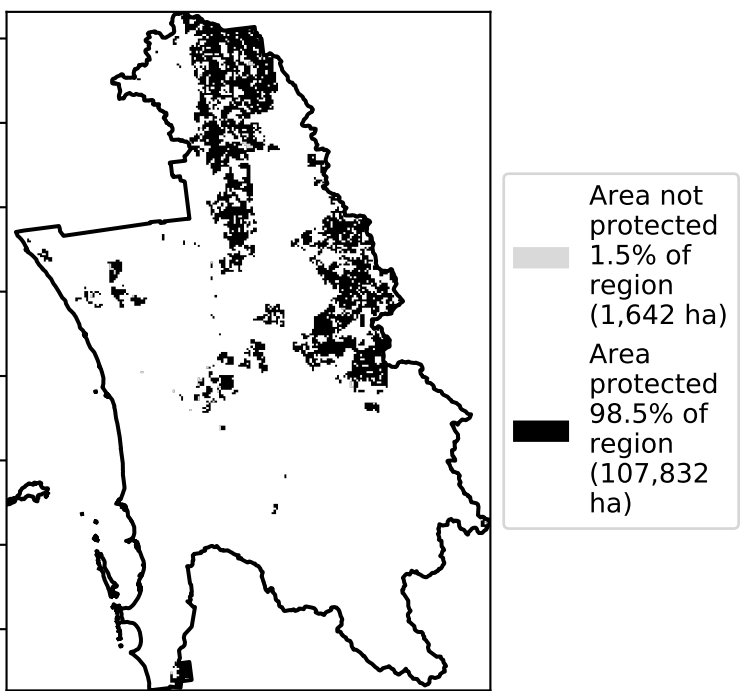 Area not
protected
1.5% of
region
(1,642 ha)
Area
protected
98.5% of
region
(107,832
ha)